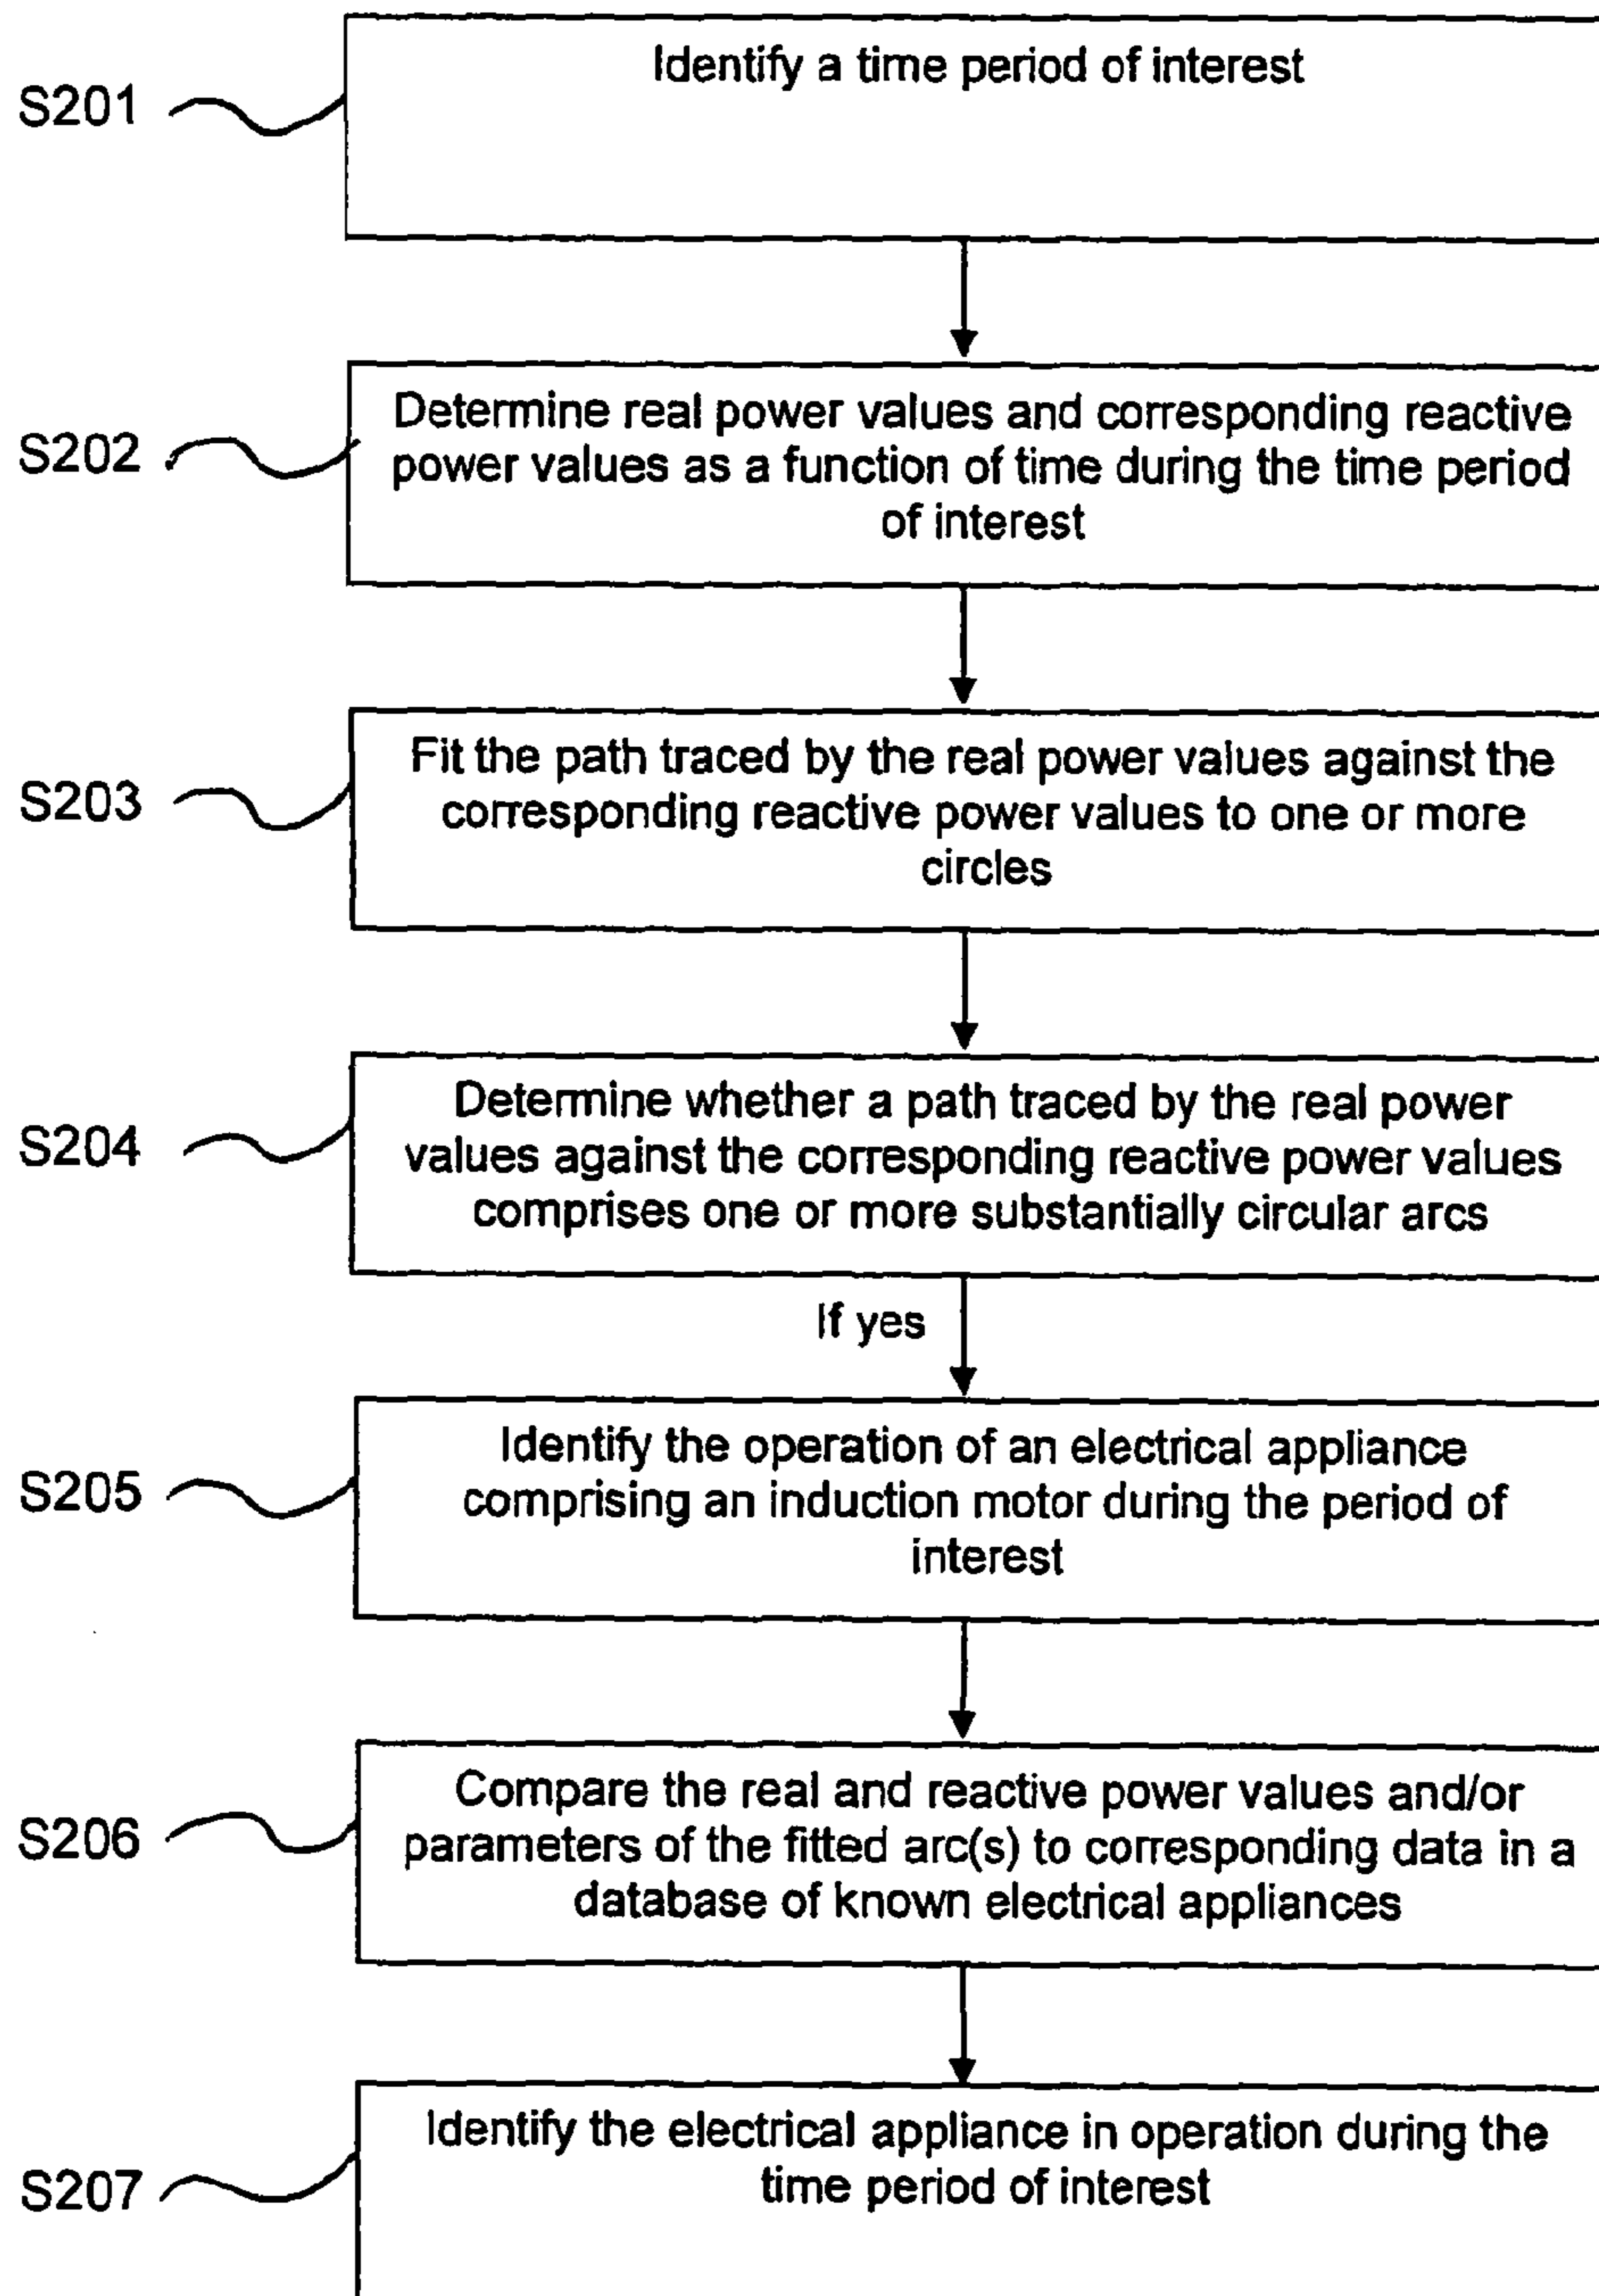 S201
Identify a time period of interest
S202
Determine real power values and corresponding reactive
power values as a function of time during the time period
of interest
S203
Fit the path traced by the real power values against the
corresponding reactive power values to one or more
circles
S204
Determine whether a path traced by the real power
values against the corresponding reactive power values
comprises one or more substantially circular arcs
If yes
S205
Identify the operation of an electrical appliance
comprising an induction motor during the period of
interest
S206
Compare the real and reactive power values and/or
parameters of the fitted arc(s) to corresponding data in a
database of known electrical appliances
S207
Identify the electrical appliance in operation during the
time period of interest